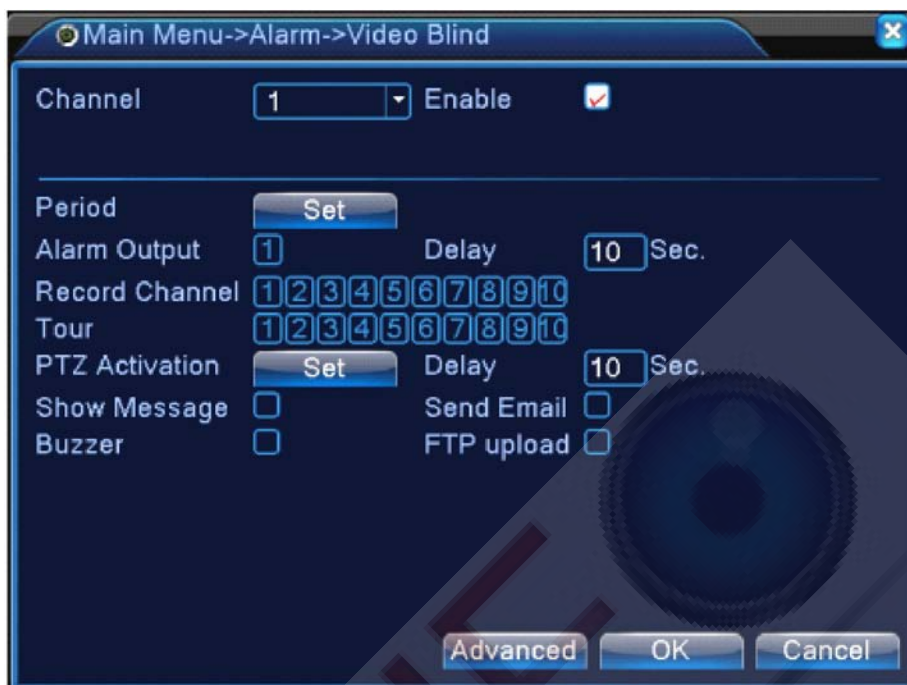 Main Menu->Alarm->Video Blind
Channel 1 Enable
Period Set
Alarm Output 1 Delay 10 Sec.
Record Channel 1 2 3 4 5 6 7 8 9 10
Tour 1 2 3 4 5 6 7 8 9 10
PTZ Activation Set Delay 10 Sec.
Show Message Send Email
Buzzer FTP upload
Advanced OK Cancel